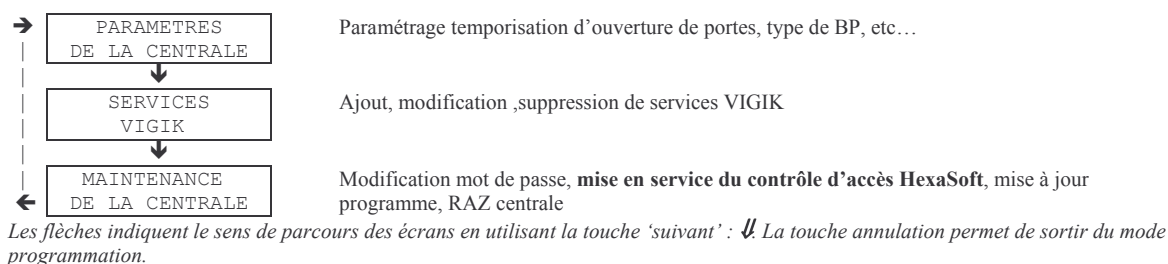 PARAMETRES
DE LA CENTRALE
Paramétrage temporisation d’ouverture de portes, type de BP, etc…
SERVICES
VIGIK
Ajout, modification ,suppression de services VIGIK
MAINTENANCE
DE LA CENTRALE
Modification mot de passe, mise en service du contrôle d’accès HexaSoft, mise à jour
programme, RAZ centrale
Les flèches indiquent le sens de parcours des écrans en utilisant la touche ‘suivant’ : ⇓. La touche annulation permet de sortir du mode
programmation.